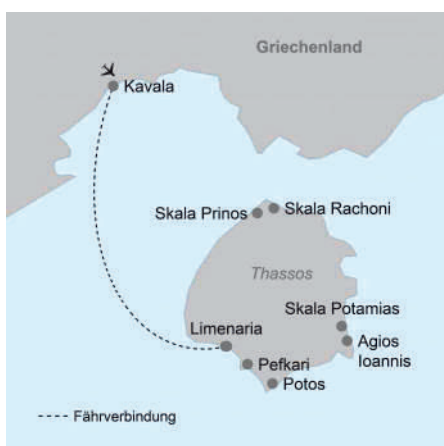 Griechenland
Kavala
Skala Prinos
Skala Rachoni
Thassos
Skala Potamias
Limenaria
Agios
Ioannis
Pefkari
Potos
Fährverbindung